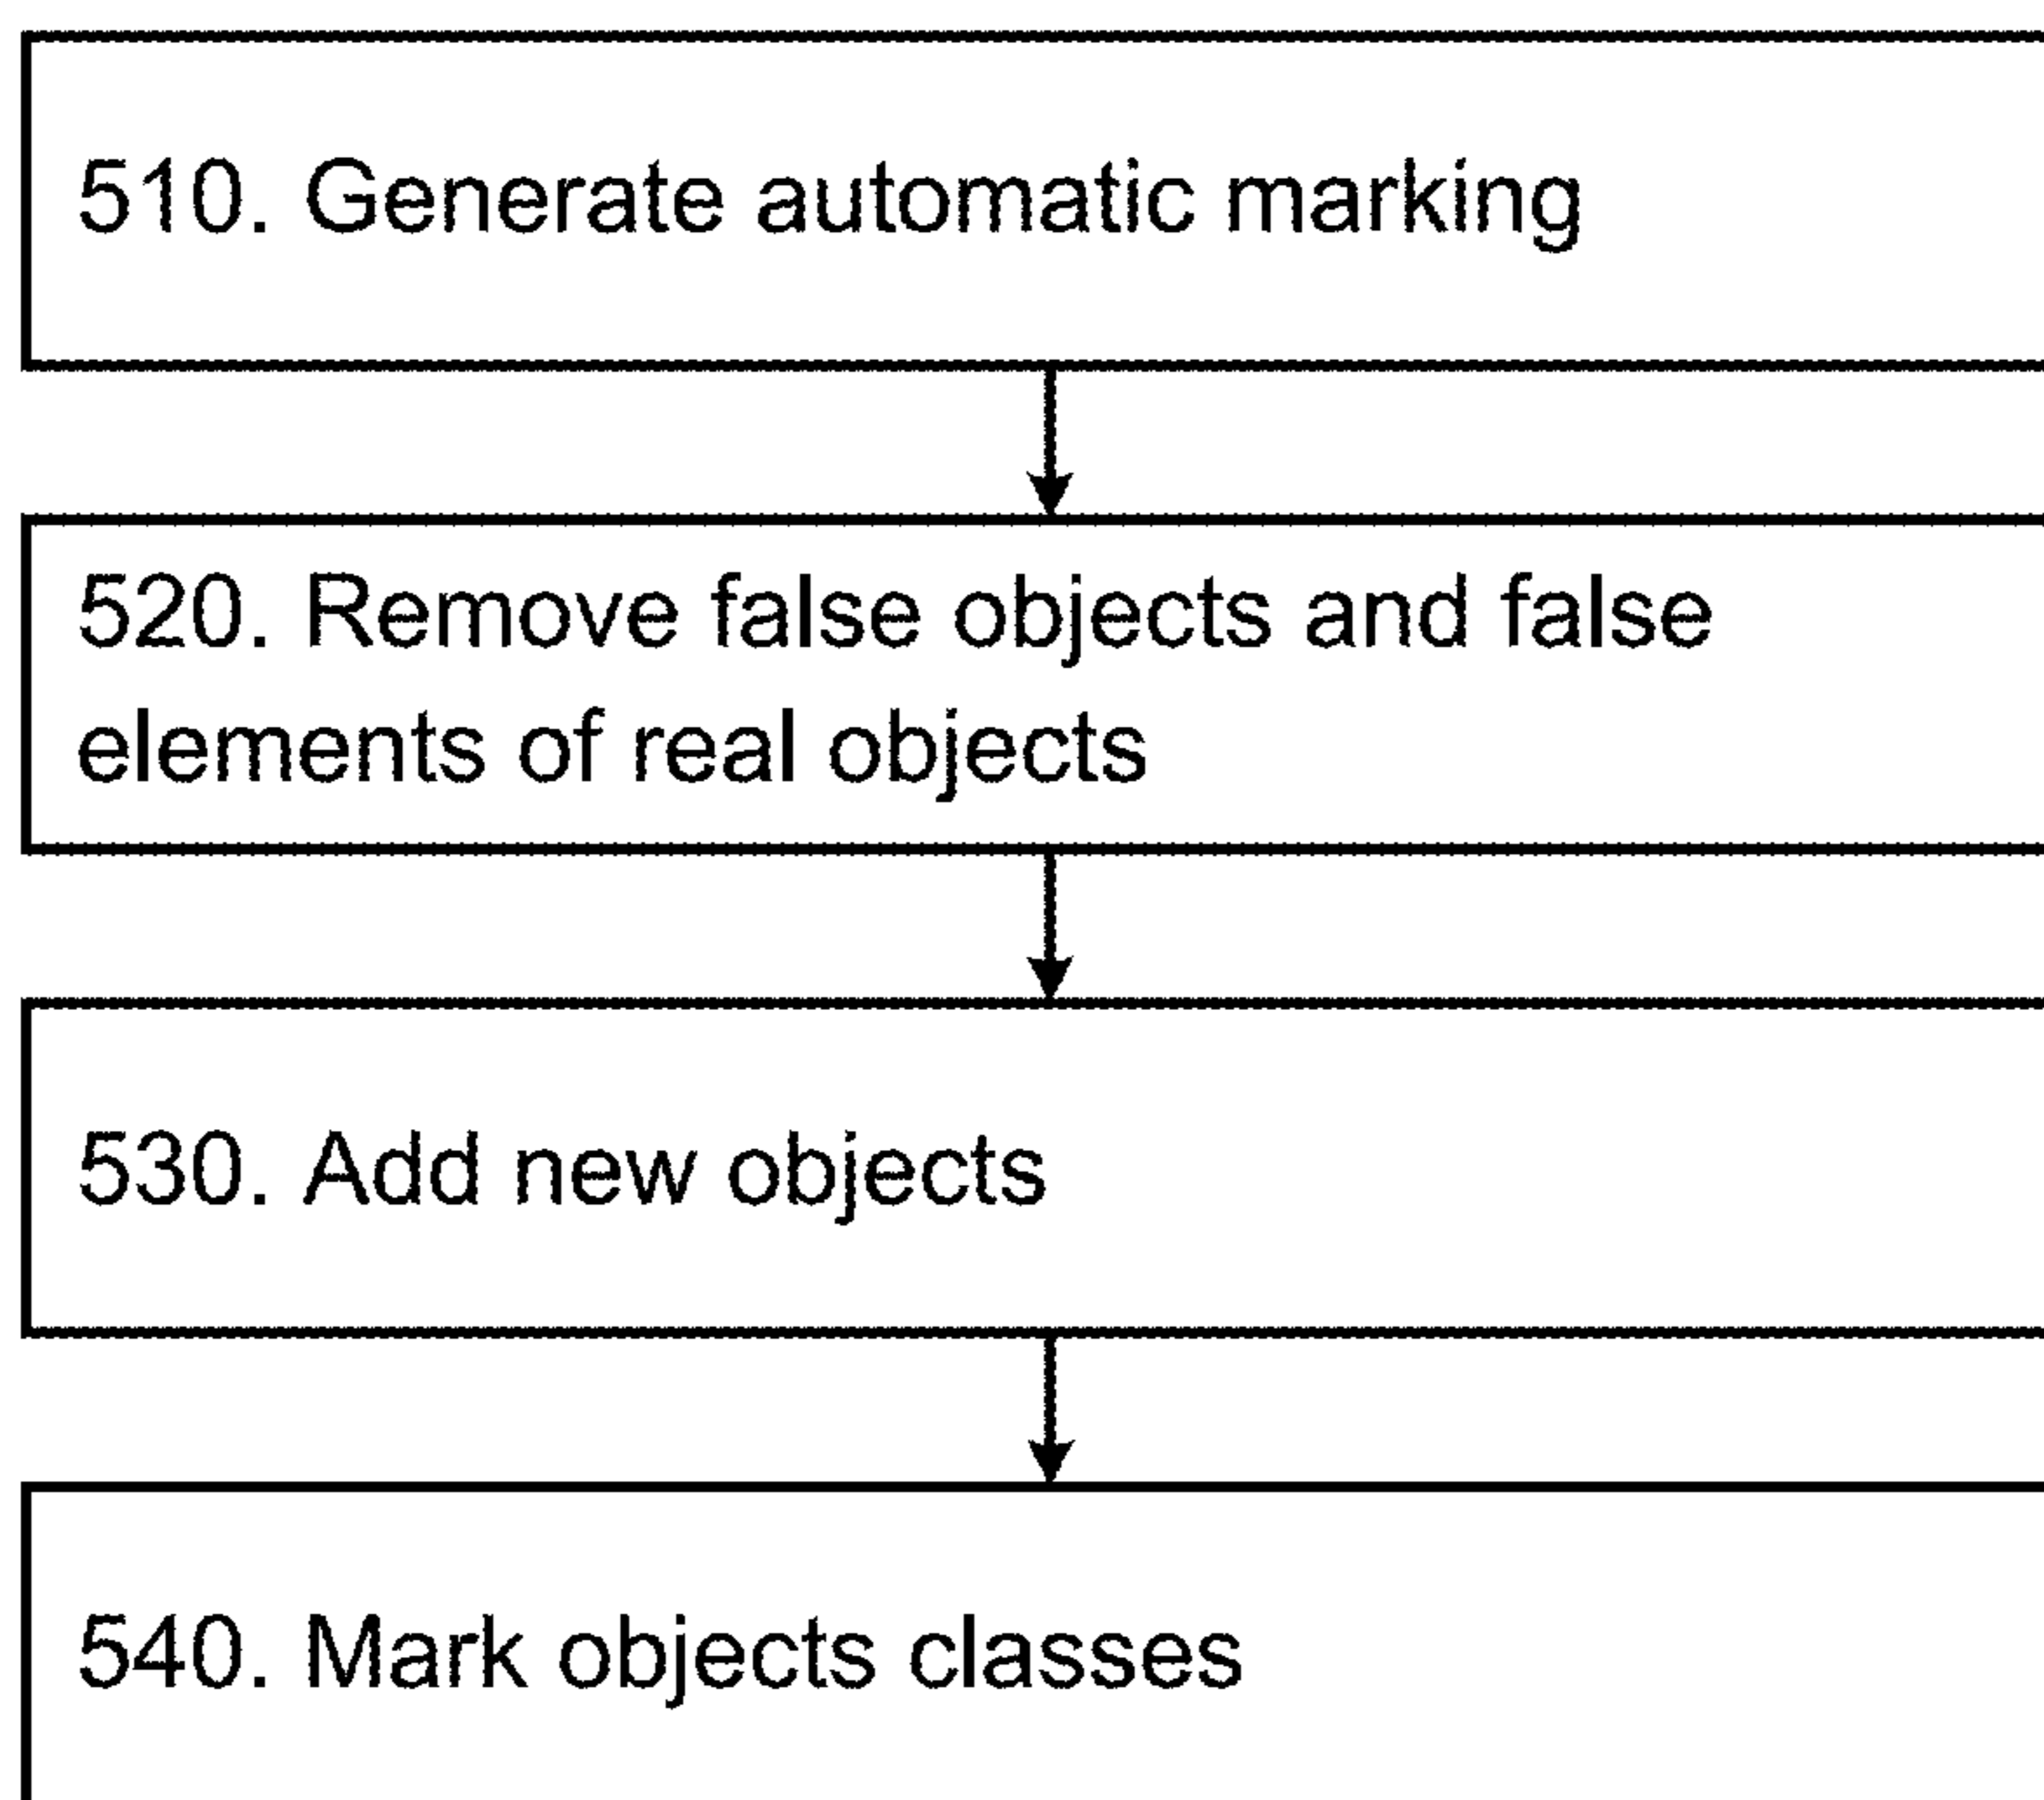 510. Generate automatic marking
520. Remove false objects and false
elements of real objects
530. Add new objects
540. Mark objects classes